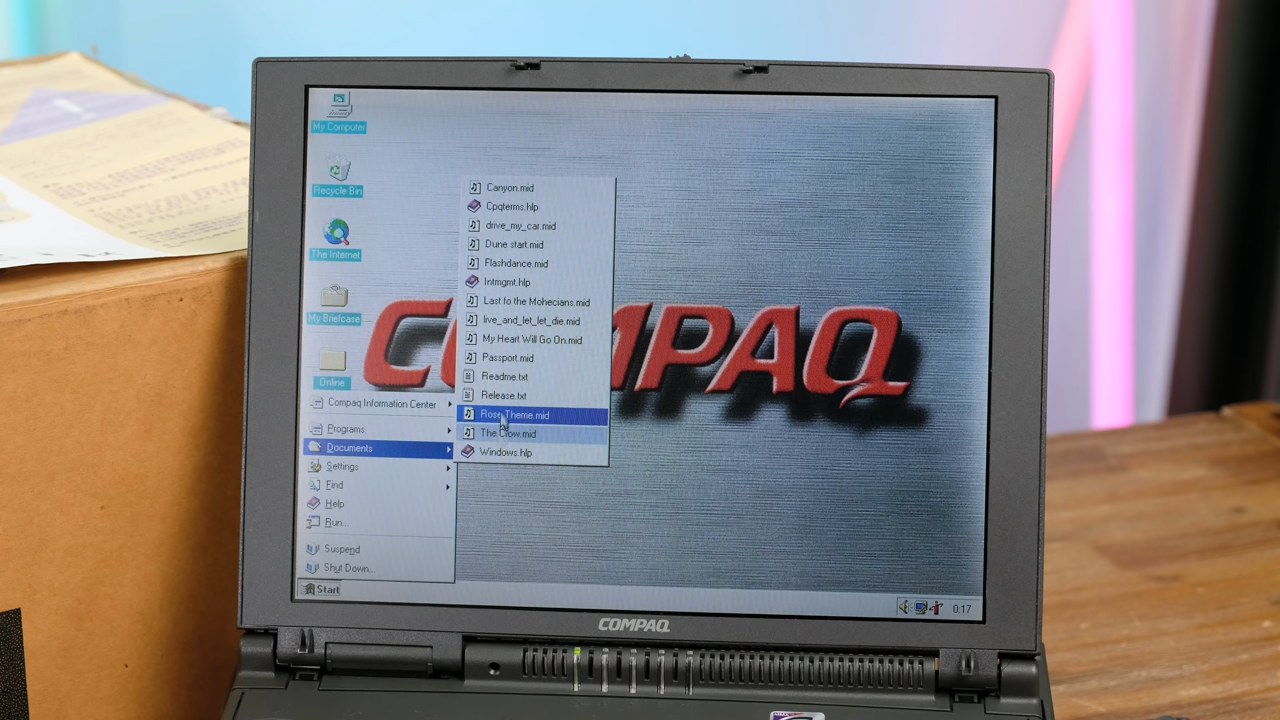 My Computer
Recycle Bin
The Internet
My Briefcase
Online
Compaq Information Center
Programs
Documents
Settings
Find
Help
Run...
Suspend
Shut Down...
Start
Canyon.mid
Cpqterms.hlp
drive_my_car.mid
Dune start.mid
Flashdance.mid
Intmgmt.hlp
Last fo the Mohecians.mid
live_and_let_let_die.mid
My Heart Will Go On.mid
Passport.mid
Readme.txt
Release.txt
Rose Theme.mid
The Crow.mid
Windows.hlp
COMPAQ
0:17
COMPAQ